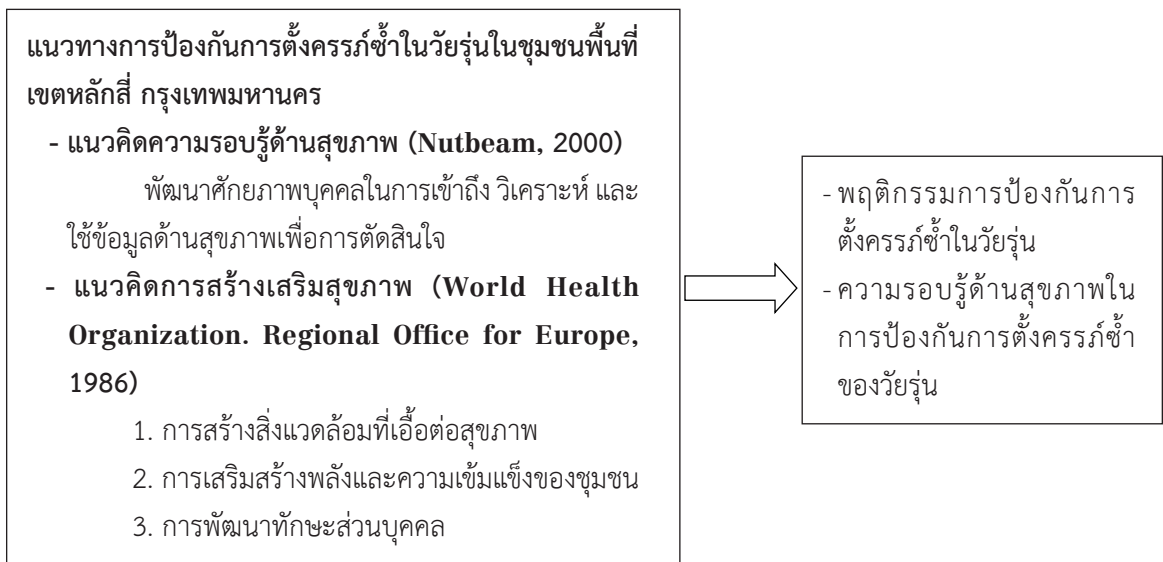 แนวทางการป้องกันการตั้งครรภ์ซ้ำในวัยรุ่นในชุมชนพื้นที่
เขตหลักสี่ กรุงเทพมหานคร
- แนวคิดความรอบรู้ด้านสุขภาพ (Nutbeam, 2000)
พัฒนาศักยภาพบุคคลในการเข้าถึง วิเคราะห์ และ
ใช้ข้อมูลด้านสุขภาพเพื่อการตัดสินใจ
- แนวคิดการสร้างเสริมสุขภาพ (World Health
Organization. Regional Office for Europe,
1986)
1. การสร้างสิ่งแวดล้อมที่เอื้อต่อสุขภาพ
2. การเสริมสร้างพลังและความเข้มแข็งของชุมชน
3. การพัฒนาทักษะส่วนบุคคล
- พฤติกรรมการป้องกันการ
ตั้งครรภ์ซ้ำในวัยรุ่น
- ความรอบรู้ด้านสุขภาพใน
การป้องกันการตั้งครรภ์ซ้ำ
ของวัยรุ่น